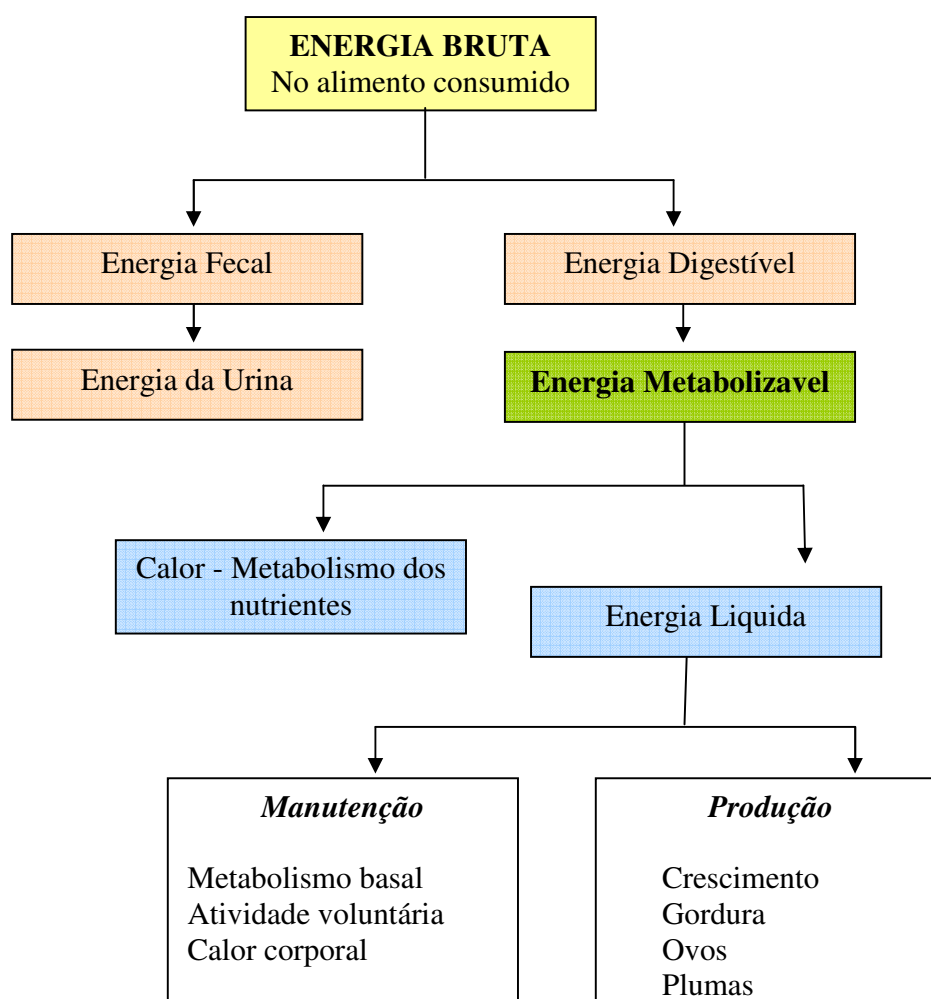 ENERGIA BRUTA
No alimento consumido
Energia Fecal
Energia Digestível
Energia da Urina
Energia Metabolizavel
Calor - Metabolismo dos
nutrientes
Energia Liquida
Manutenção
Metabolismo basal
Atividade voluntária
Calor corporal
Produção
Crescimento
Gordura
Ovos
Plumas